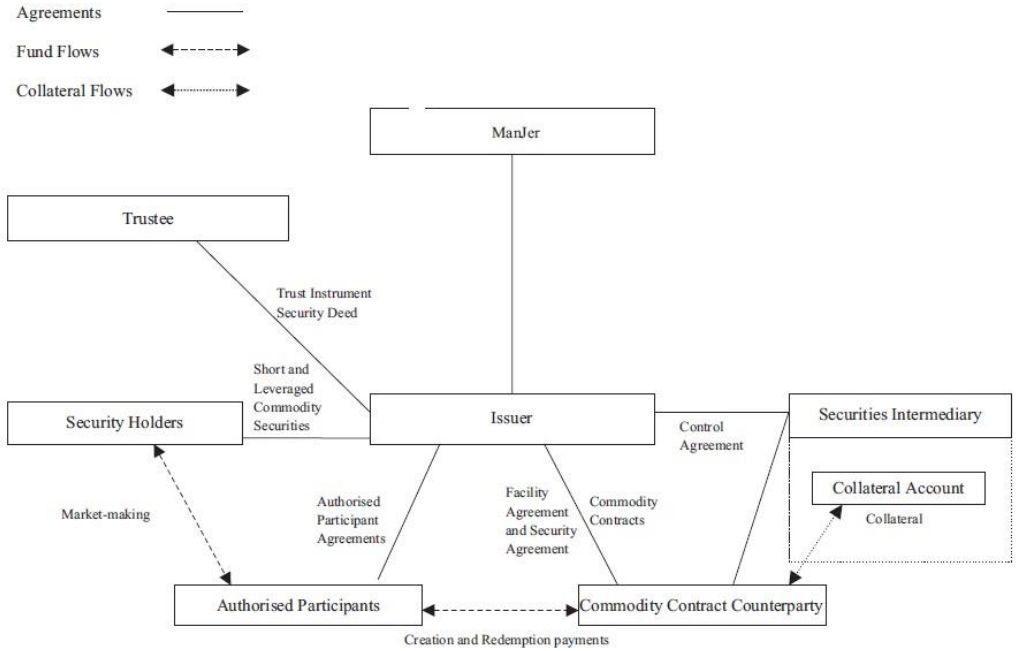 Agreements
Fund Flows
Collateral Flows
ManJer
Trustee
Trust Instrument
Security Deed
Short and
Leveraged
Commodity
Securities
Security Holders
Issuer
Securities Intermediary
Control
Agreement
Collateral Account
Collateral
Market-making
Authorised
Participant
Agreements
Facility
Agreement
and Security
Agreement
Commodity
Contracts
Authorised Participants
Commodity Contract Counterparty
Creation and Redemption payments